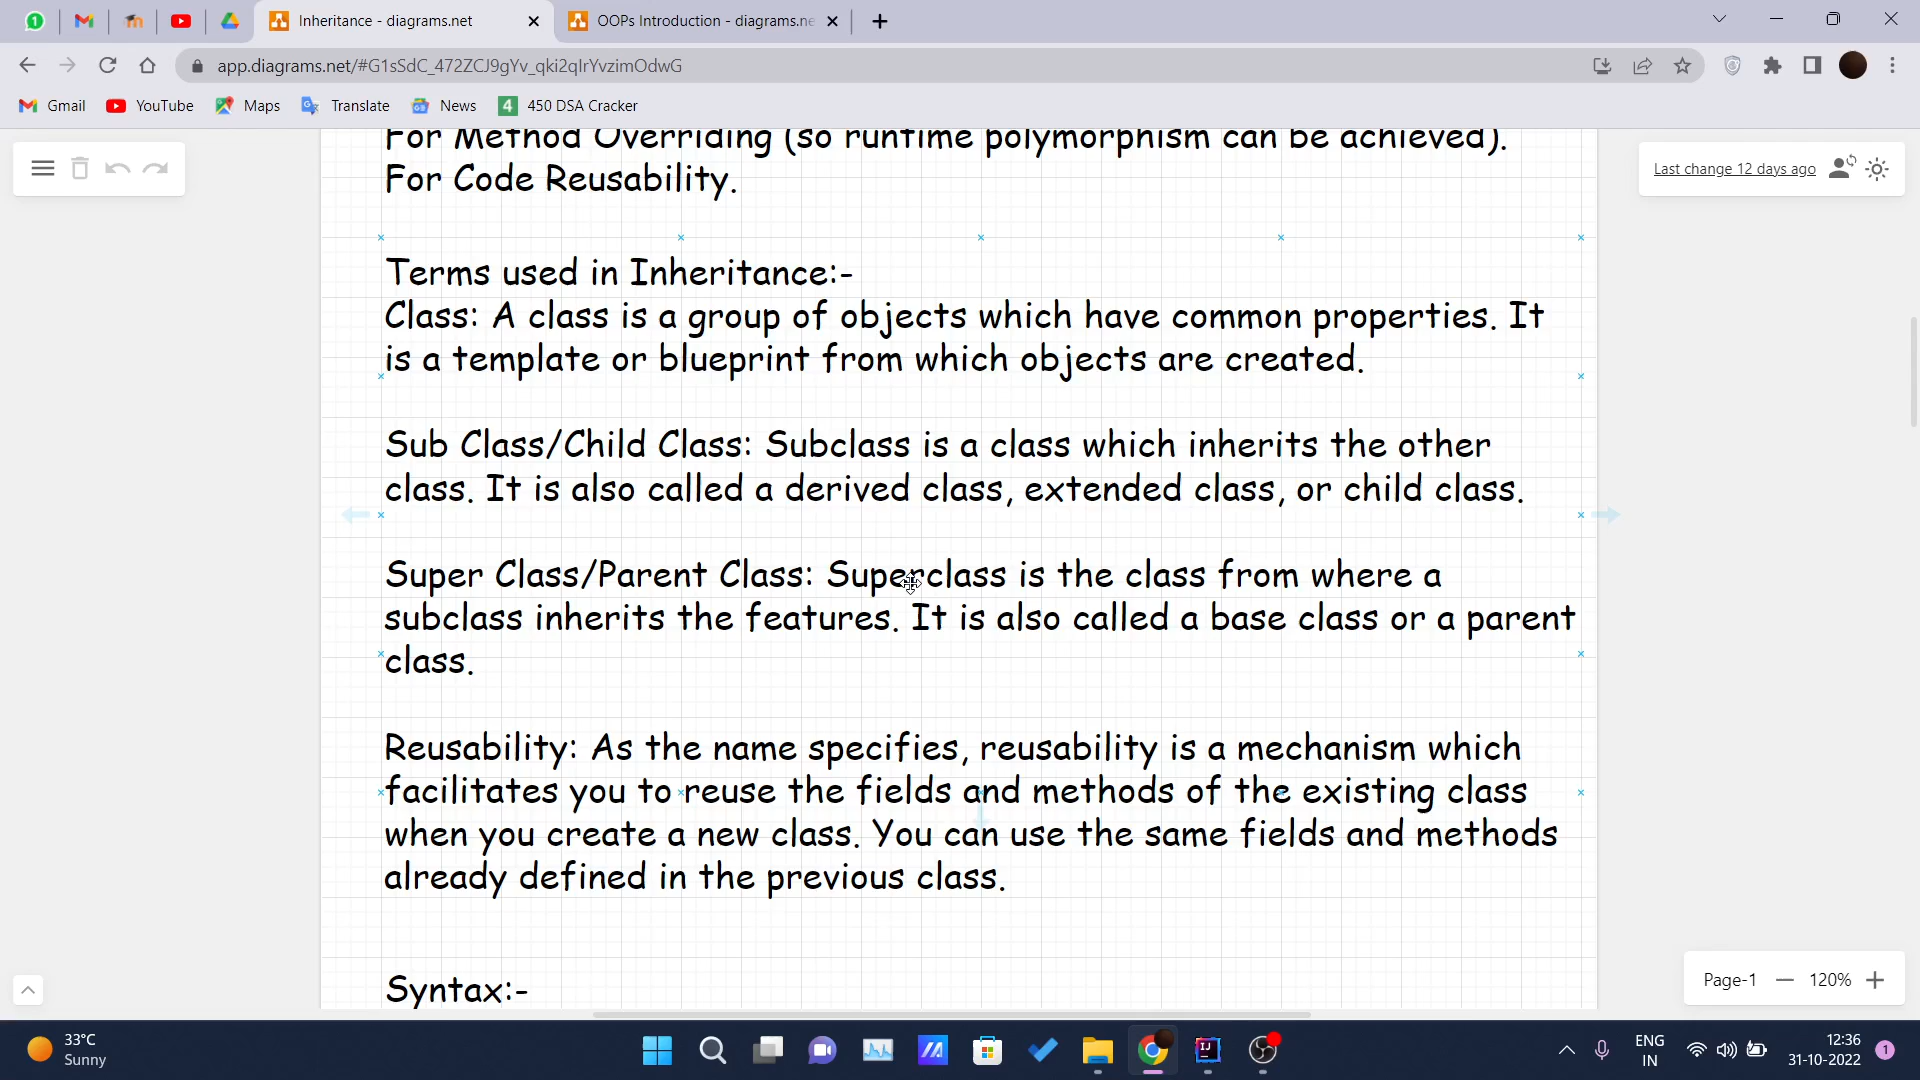 Inheritance - diagrams.net
OOPs Introduction - diagrams.ne
app.diagrams.net/#G1sSdC_472ZCJ9gYv_qki2qIrYvzimOdwG
Gmail
YouTube
Maps
Translate
News
4
450 DSA Cracker
For Method Overriding (so runtime polymorphism can be achieved).
For Code Reusability.
Last change 12 days ago
Terms used in Inheritance:-
Class: A class is a group of objects which have common properties. It
is a template or blueprint from which objects are created.
Sub Class/Child Class: Subclass is a class which inherits the other
class. It is also called a derived class, extended class, or child class.
Super Class/Parent Class: Superclass is the class from where a
subclass inherits the features. It is also called a base class or a parent
class.
Reusability: As the name specifies, reusability is a mechanism which
facilitates you to reuse the fields and methods of the existing class
when you create a new class. You can use the same fields and methods
already defined in the previous class.
Syntax:-
Page-1
120%
33°C
Sunny
ENG
IN
12:36
31-10-2022
1